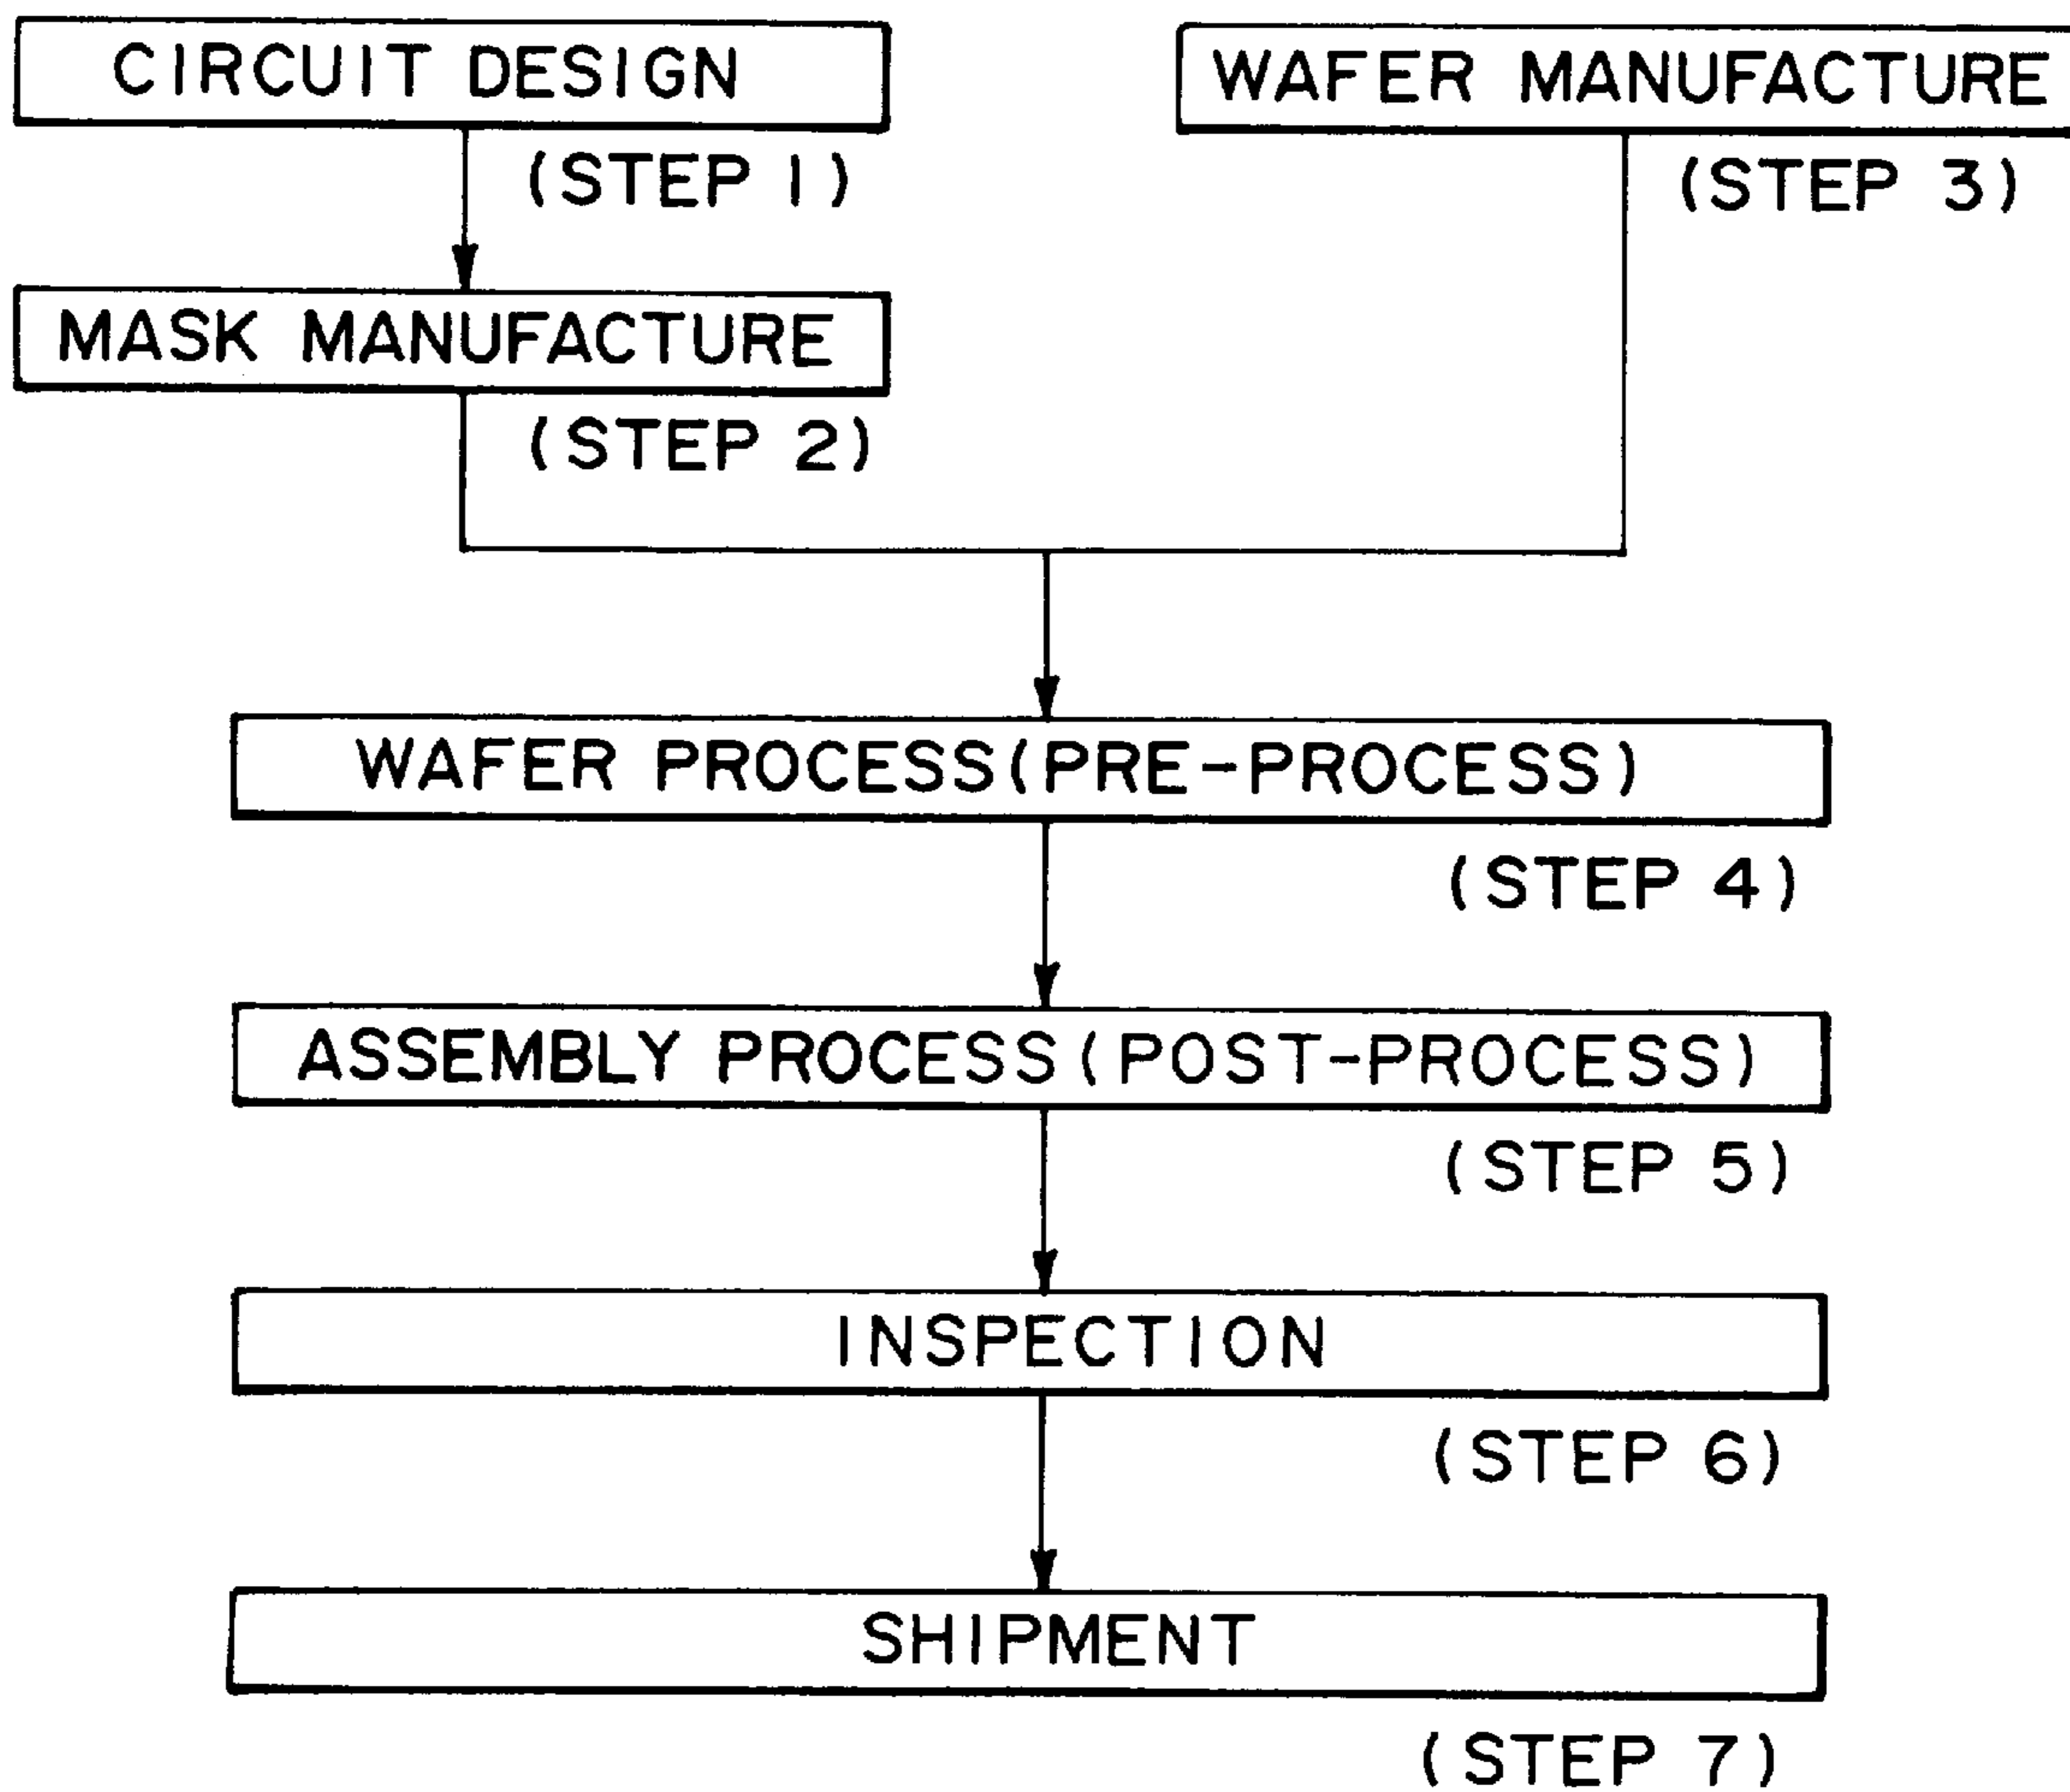 CIRCUIT DESIGN
(STEP 1)
WAFER MANUFACTURE
(STEP 3)
MASK MANUFACTURE
(STEP 2)
WAFER PROCESS(PRE-PROCESS)
(STEP 4)
ASSEMBLY PROCESS(POST-PROCESS)
(STEP 5)
INSPECTION
(STEP 6)
SHIPMENT
(STEP 7)